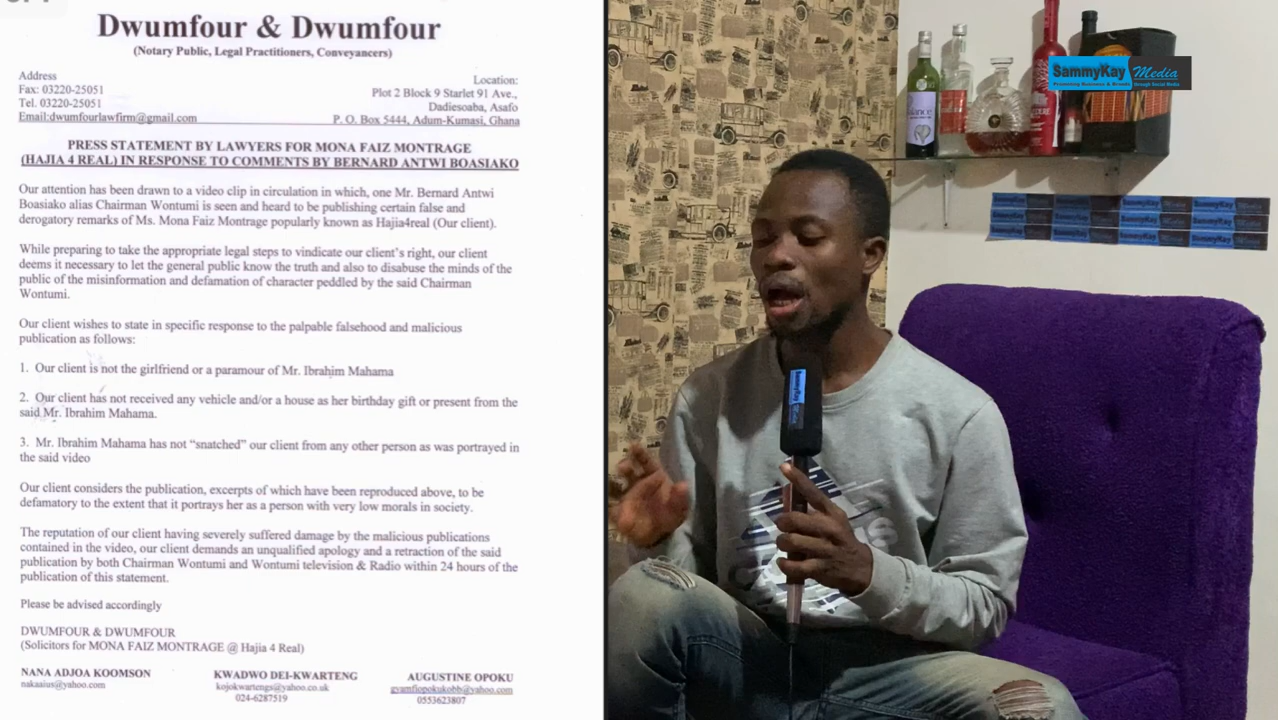 Dwumfour & Dwumfour
(Notary Public, Legal Practitioners, Conveyancers)
Address
Fax: 03220-25051
Tel. 03220-25051
Email:dwumfourlawfirm@gmail.com
Location:
Plot 2 Block 9 Starlet 91 Ave.,
Dadiesoaba, Asafo
P. O. Box 5444, Adum-Kumasi, Ghana
PRESS STATEMENT BY LAWYERS FOR MONA FAIZ MONTRAGE
(HAJIA 4 REAL) IN RESPONSE TO COMMENTS BY BERNARD ANTWI BOASIAKO
Our attention has been drawn to a video clip in circulation in which, one Mr. Bernard Antwi
Boasiako alias Chairman Wontumi is seen and heard to be publishing certain false and
derogatory remarks of Ms. Mona Faiz Montrage popularly known as Hajia4real (Our client).
While preparing to take the appropriate legal steps to vindicate our client's right, our client
deems it necessary to let the general public know the truth and also to disabuse the minds of the
public of the misinformation and defamation of character peddled by the said Chairman
Wontumi.
Our client wishes to state in specific response to the palpable falsehood and malicious
publication as follows:
1. Our client is not the girlfriend or a paramour of Mr. Ibrahim Mahama
2. Our client has not received any vehicle and/or a house as her birthday gift or present from the
said Mr. Ibrahim Mahama.
3. Mr. Ibrahim Mahama has not "snatched" our client from any other person as was portrayed in
the said video
Our client considers the publication, excerpts of which have been reproduced above, to be
defamatory to the extent that it portrays her as a person with very low morals in society.
The reputation of our client having severely suffered damage by the malicious publications
contained in the video, our client demands an unqualified apology and a retraction of the said
publication by both Chairman Wontumi and Wontumi television & Radio within 24 hours of the
publication of this statement.
Please be advised accordingly
DWUMFOUR & DWUMFOUR
(Solicitors for MONA FAIZ MONTRAGE @ Hajia 4 Real)
NANA ADJOA KOOMSON
nakaaius@yahoo.com
KWADWO DEI-KWARTENG
kojokwartengs@yahoo.co.uk
024-6287519
AUGUSTINE OPOKU
gyamfiopokukobb@yahoo.com
0553623807
SammyKay Media
SammyKay
SammyKay
SammyKay